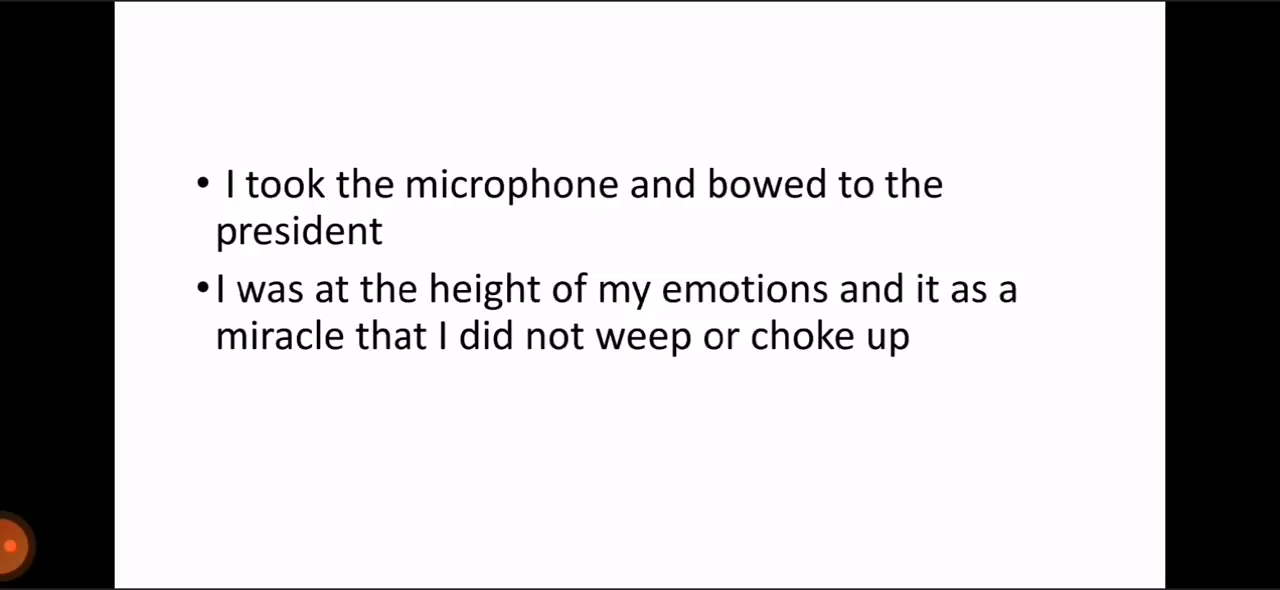 • I took the microphone and bowed to the
president
• I was at the height of my emotions and it as a
miracle that I did not weep or choke up